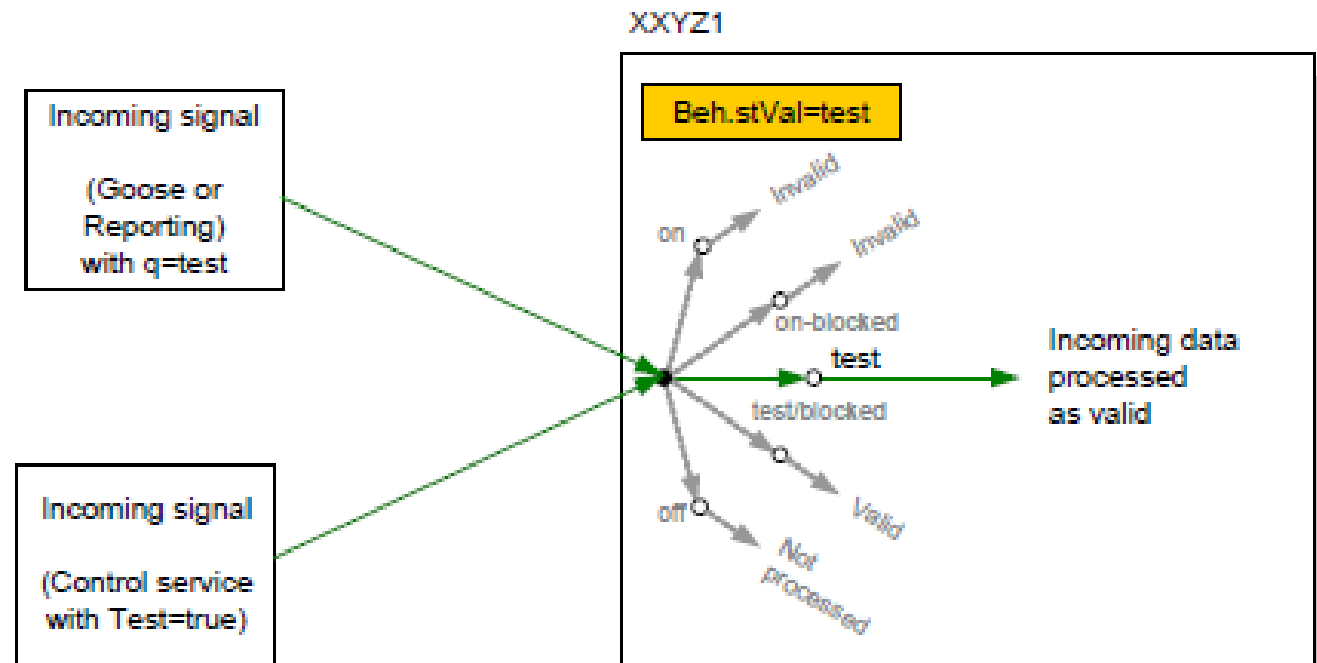 XXYZ1
Incoming signal
(Goose or
Reporting)
with q=test
Beh.stVal=test
on
Invalid
Invalid
on-blocked
test
test/blocked
Incoming data
processed
as valid
Valid
off
Not
processed
Incoming signal
(Control service
with Test=true)